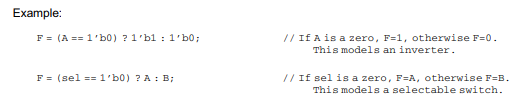 Example:
F = (A == 1'b0) ? 1'b1 : 1'b0; // If A is a zero, F=1, otherwise F=0.
This models an inverter.
F = (sel == 1'b0) ? A : B; // If sel is a zero, F=A, otherwise F=B.
This models a selectable switch.